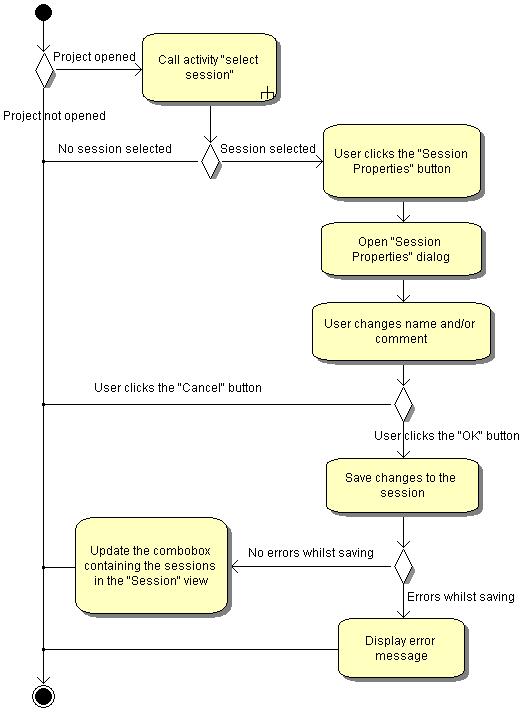 Project opened
Call activity "select
session"
Project not opened
No session selected
Session selected
User clicks the "Session
Properties" button
Open "Session
Properties" dialog
User changes name and/or
comment
User clicks the "Cancel" button
User clicks the "OK" button
Save changes to the
session
No errors whilst saving
Update the combobox
containing the sessions
in the "Session" view
Errors whilst saving
Display error
message